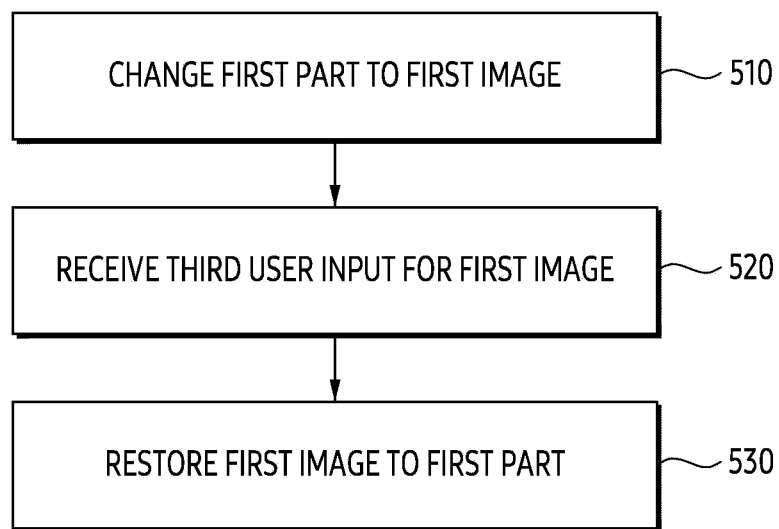 CHANGE FIRST PART TO FIRST IMAGE
510
RECEIVE THIRD USER INPUT FOR FIRST IMAGE
520
RESTORE FIRST IMAGE TO FIRST PART
530